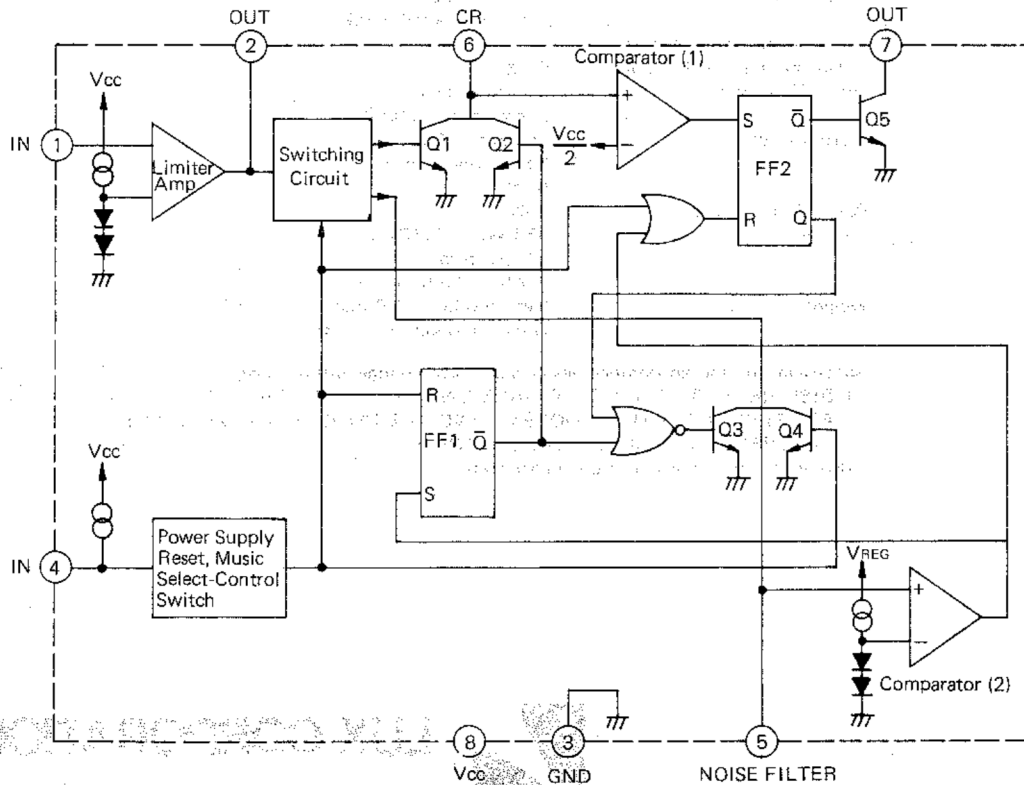 OUT
CR
OUT
2
6
7
Comparator (1)
Vcc
+
IN
1
Limiter
Amp
Switching
Circuit
Q1
Q2
Vcc
2
−
S
Q̄
FF2
R
Q
Q5
R
FF1
Q̄
S
Q3
Q4
Vcc
IN
4
Power Supply
Reset, Music
Select-Control
Switch
VREG
+
−
Comparator (2)
8
3
5
Vcc
GND
NOISE FILTER